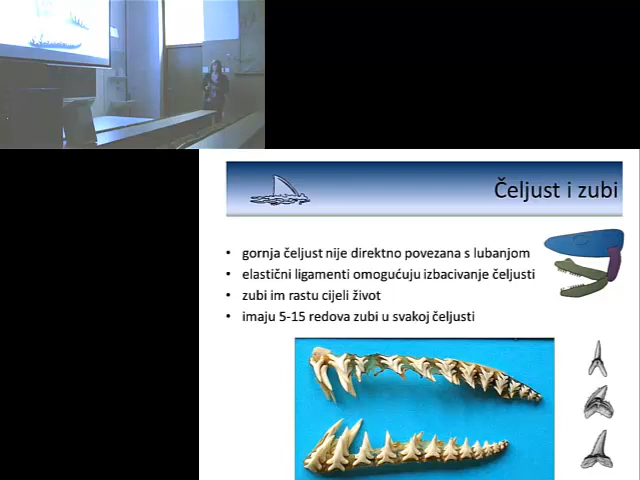 Čeljust i zubi
• gornja čeljust nije direktno povezana s lubanjom
• elastični ligamenti omogućuju izbacivanje čeljusti
• zubi im rastu cijeli život
• imaju 5-15 redova zubi u svakoj čeljusti